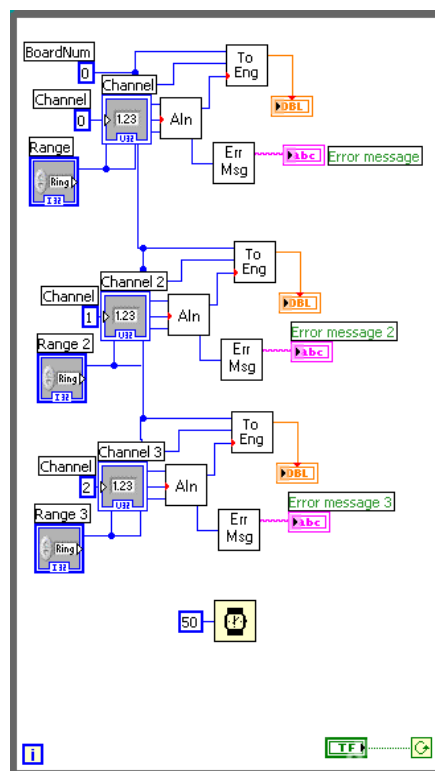 BoardNum
0
Channel
To
Eng
DBL
Channel
0
1.23
U32
AIn
Range
Ring
I32
Err
Msg
abc
Error message
Channel 2
To
Eng
DBL
Channel
1
1.23
U32
AIn
Range 2
Ring
I32
Err
Msg
Error message 2
abc
Channel 3
To
Eng
DBL
Channel
2
1.23
U32
AIn
Range 3
Ring
I32
Err
Msg
Error message 3
abc
50
i
TF